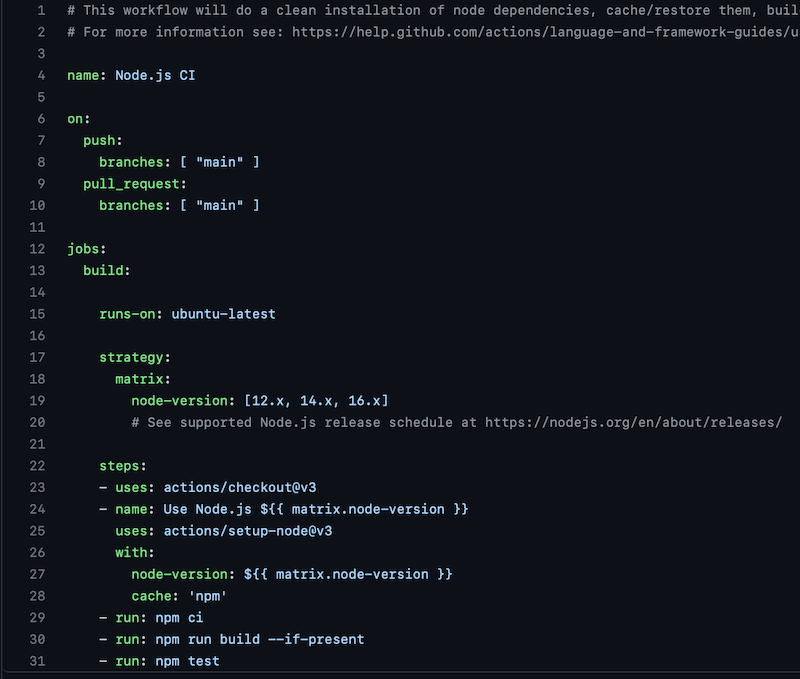 1 # This workflow will do a clean installation of node dependencies, cache/restore them,
2 # For more information see: https://help.github.com/actions/language-and-framework-guides/
3
4 name: Node.js CI
5
6 on:
7   push:
8     branches: [ "main" ]
9   pull_request:
10     branches: [ "main" ]
11
12 jobs:
13   build:
14
15     runs-on: ubuntu-latest
16
17     strategy:
18       matrix:
19         node-version: [12.x, 14.x, 16.x]
20         # See supported Node.js release schedule at https://nodejs.org/en/about/releases/
21
22     steps:
23     - uses: actions/checkout@v3
24     - name: Use Node.js ${{ matrix.node-version }}
25       uses: actions/setup-node@v3
26       with:
27         node-version: ${{ matrix.node-version }}
28         cache: 'npm'
29     - run: npm ci
30     - run: npm run build --if-present
31     - run: npm test